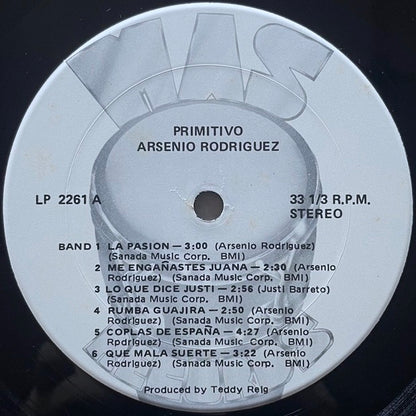 MAS
PRIMITIVO
ARSENIO RODRIGUEZ
LP 2261 A
33 1/3 R.P.M.
STEREO
BAND 1 LA PASION — 3:00 (Arsenio Rodriguez)
(Sanada Music Corp. BMI)
2 ME ENGAÑASTES JUANA — 2:30 (Arsenio
Rodriguez) (Sanada Music Corp. BMI)
3 LO QUE DICE JUSTI — 2:56 (Justi Barreto)
(Sanada Music Corp. BMI)
4 RUMBA GUAJIRA — 2:50 (Arsenio
Rodriguez) (Sanada Music Corp. BMI)
5 COPLAS DE ESPAÑA — 4:27 (Arsenio
Rodriguez) (Sanada Music Corp. BMI)
6 QUE MALA SUERTE — 3:22 (Arsenio
Rodriguez) (Sanada Music Corp. BMI)
Produced by Teddy Reig